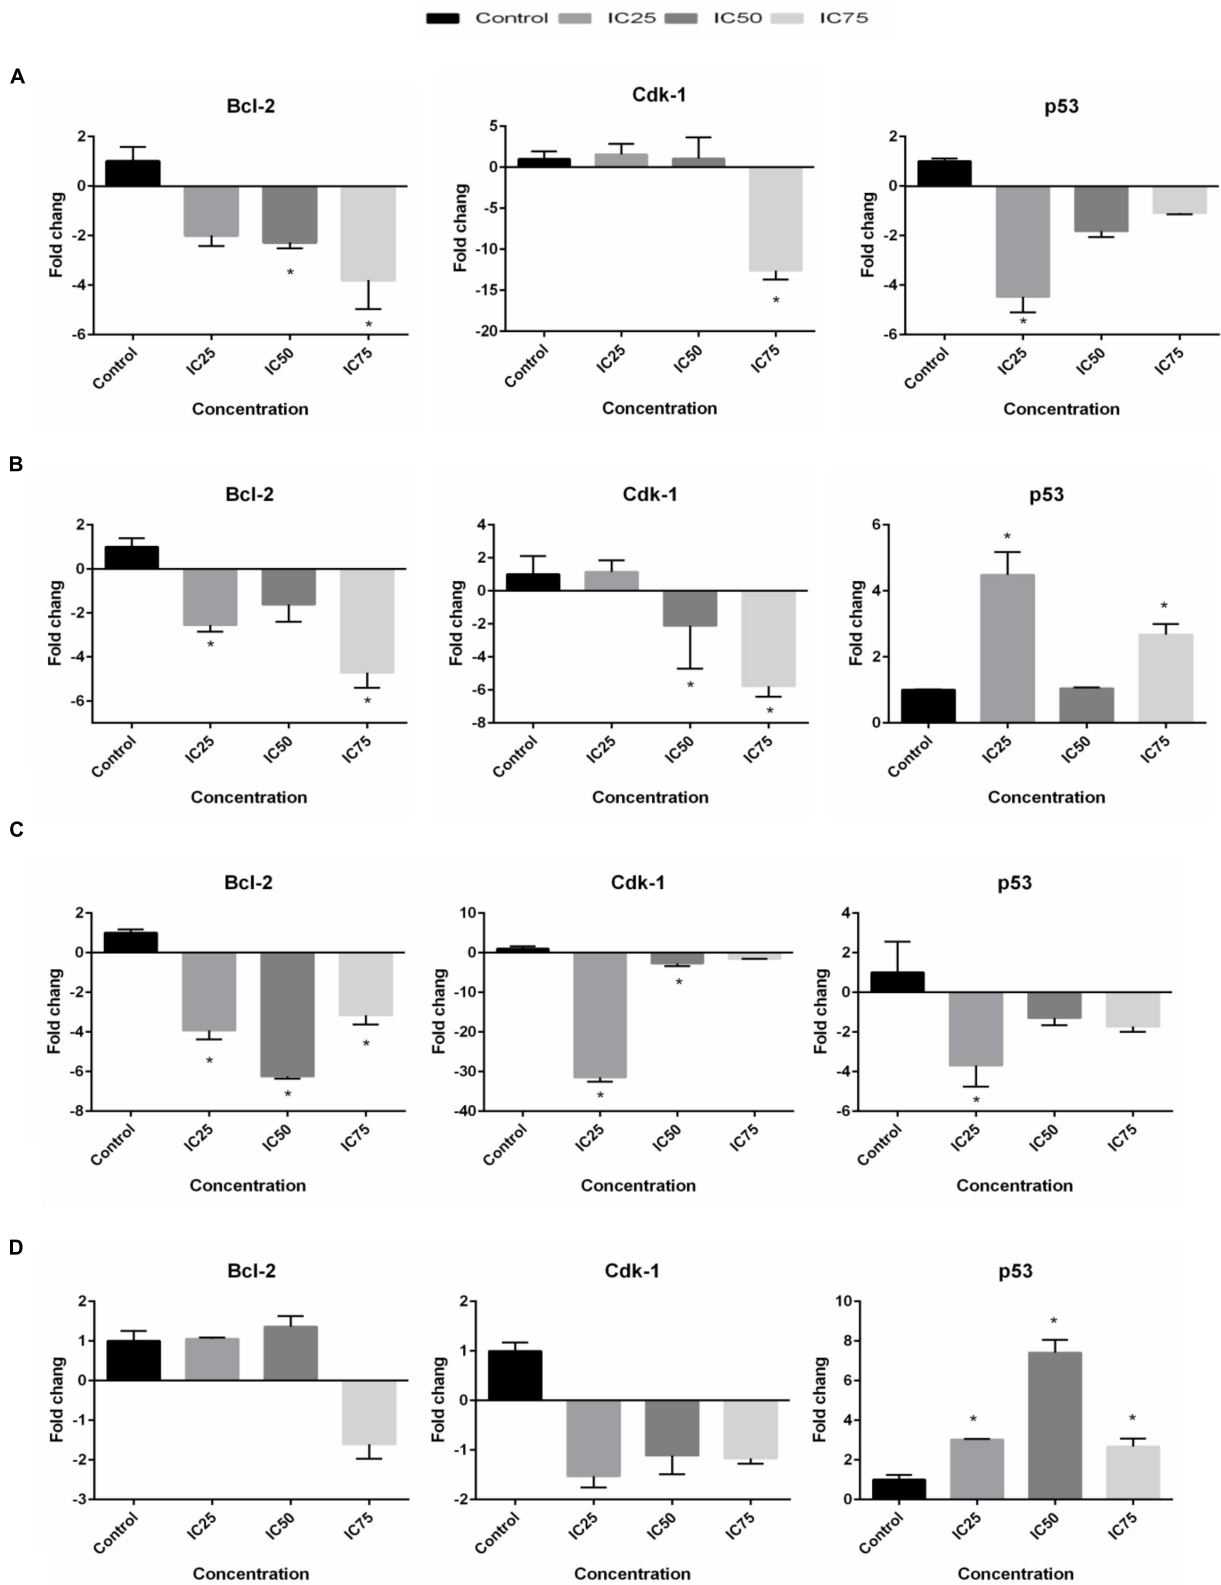 Control IC25 IC50 IC75
A
Bcl-2 Cdk-1 p53
2 5 2
0 0 0
-2 -5 -2
-4 -10 -4
-6 -15 -6
-20
Fold chang Fold chang Fold chang
* * * *
Control IC25 IC50 IC75 Control IC25 IC50 IC75 Control IC25 IC50 IC75
Concentration Concentration Concentration
B
Bcl-2 Cdk-1 p53
2 4 6
0 2 4
-2 0 2
-4 -2 0
-6 -4
-6
-8
Fold chang Fold chang Fold chang
* * * * * *
Control IC25 IC50 IC75 Control IC25 IC50 IC75 Control IC25 IC50 IC75
Concentration Concentration Concentration
C
Bcl-2 Cdk-1 p53
2 10 4
0 0 2
-2 -10 0
-4 -20 -2
-6 -30 -4
-8 -40 -6
Fold chang Fold chang Fold chang
* * * * * *
Control IC25 IC50 IC75 Control IC25 IC50 IC75 Control IC25 IC50 IC75
Concentration Concentration Concentration
D
Bcl-2 Cdk-1 p53
2 2 10
1 1 8
0 0 6
-1 -1 4
-2 -2 2
-3 0
Fold chang Fold chang Fold chang
* * *
Control IC25 IC50 IC75 Control IC25 IC50 IC75 Control IC25 IC50 IC75
Concentration Concentration Concentration